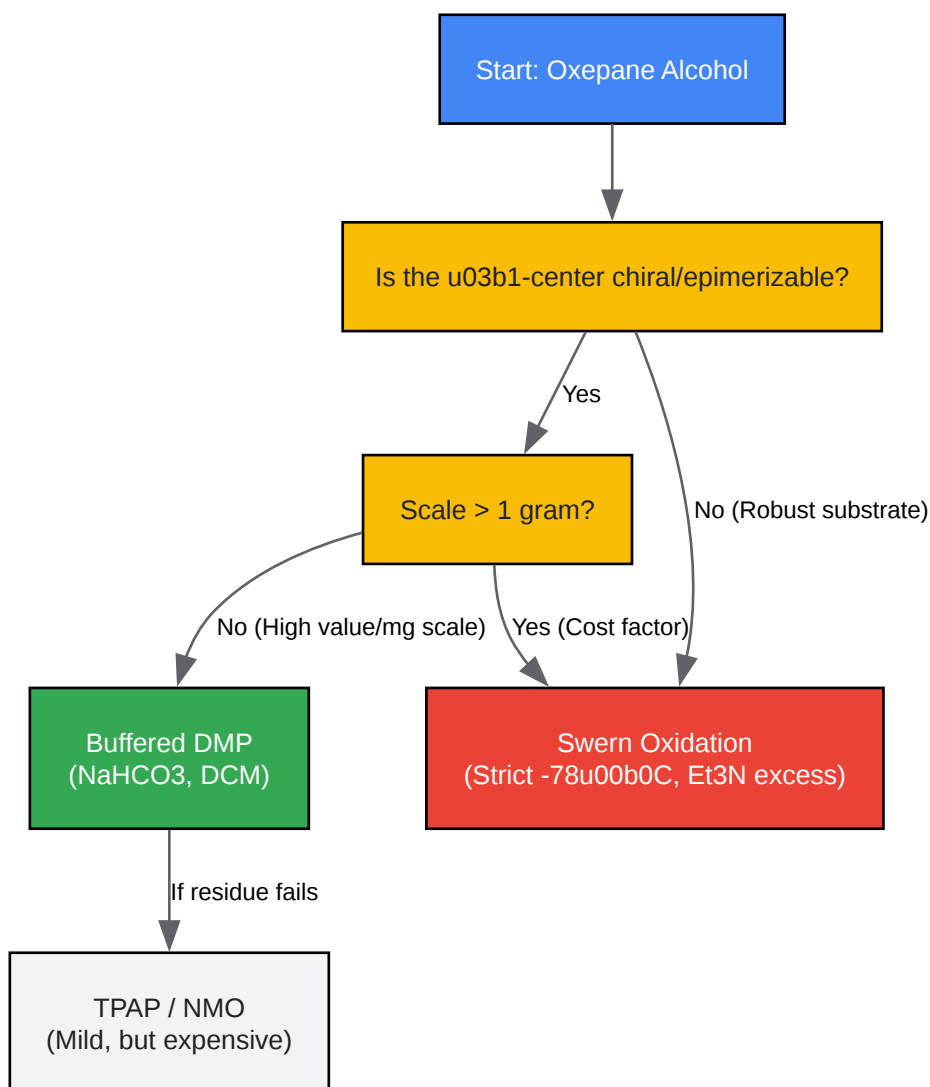 Start: Oxepane Alcohol
Is the u03b1-center chiral/epimerizable?
Yes
Scale > 1 gram?
No (Robust substrate)
No (High value/mg scale)
Yes (Cost factor)
Buffered DMP
(NaHCO3, DCM)
Swern Oxidation
(Strict -78u00b0C, Et3N excess)
If residue fails
TPAP / NMO
(Mild, but expensive)